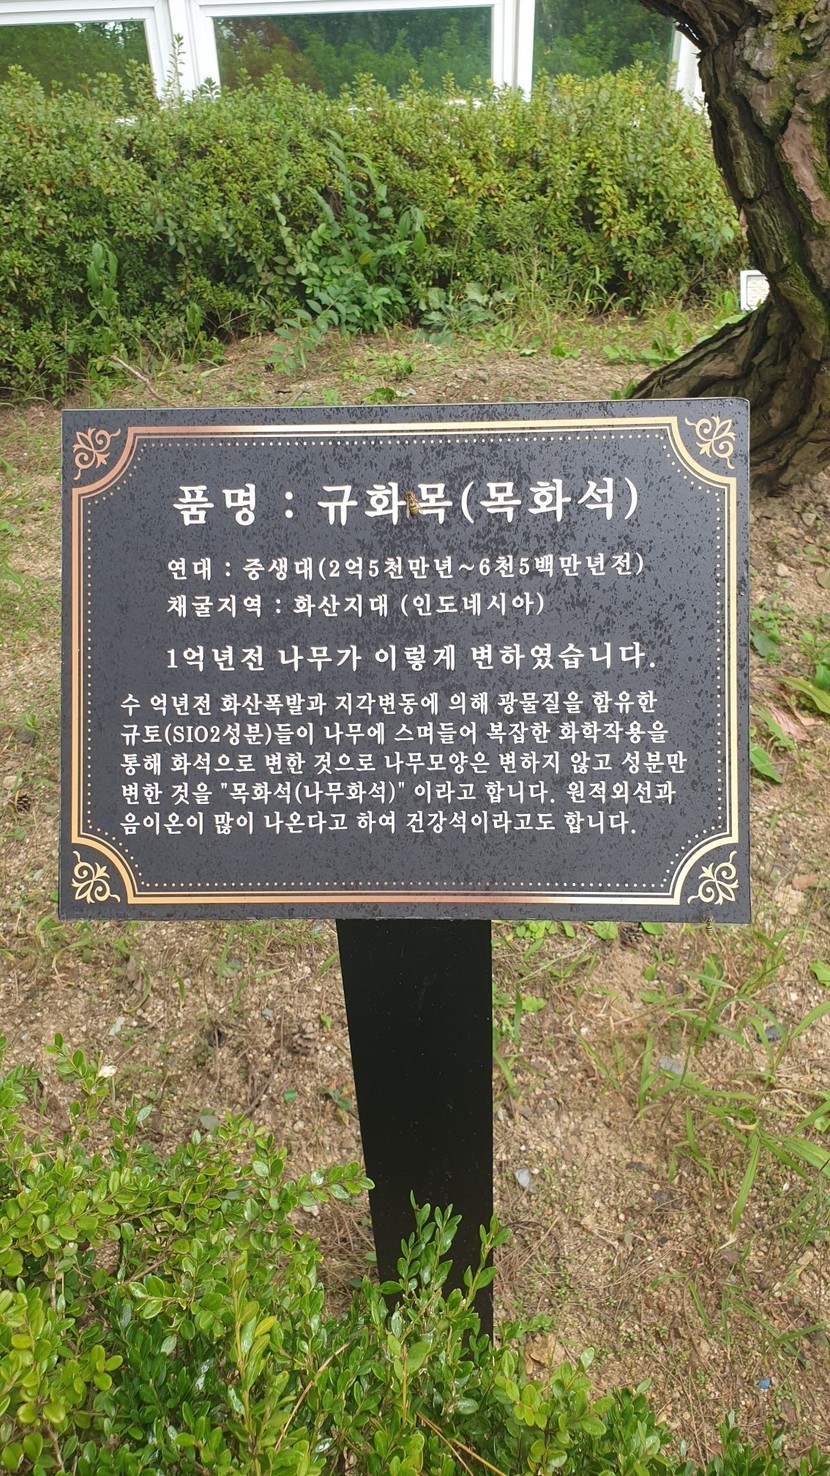 품명 : 규화목(목화석)
연대 : 중생대(2억5천만년~6천5백만년전)
채굴지역 : 화산지대 (인도네시아)
1억년전 나무가 이렇게 변하였습니다.
수 억년전 화산폭발과 지각변동에 의해 광물질을 함유한
규토(SIO2성분)들이 나무에 스며들어 복잡한 화학작용을
통해 화석으로 변한 것으로 나무모양은 변하지 않고 성분만
변한 것을 "목화석(나무화석)" 이라고 합니다. 원적외선과
음이온이 많이 나온다고 하여 건강석이라고도 합니다.